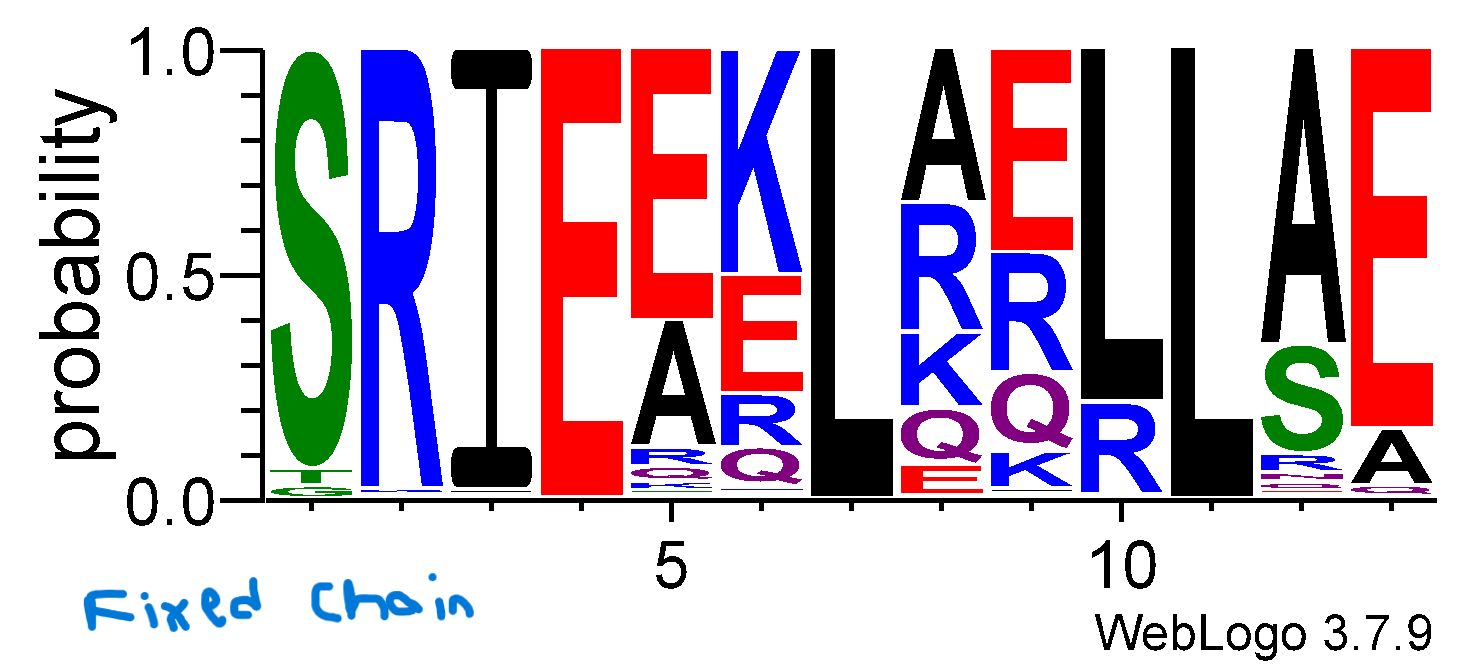 1.0
0.5
0.0
probability
S R I E E K L A E L L A E
T A E R R R S A
G R R K Q R Q
Q Q Q K
K E
5 10
Fixed Chain
WebLogo 3.7.9